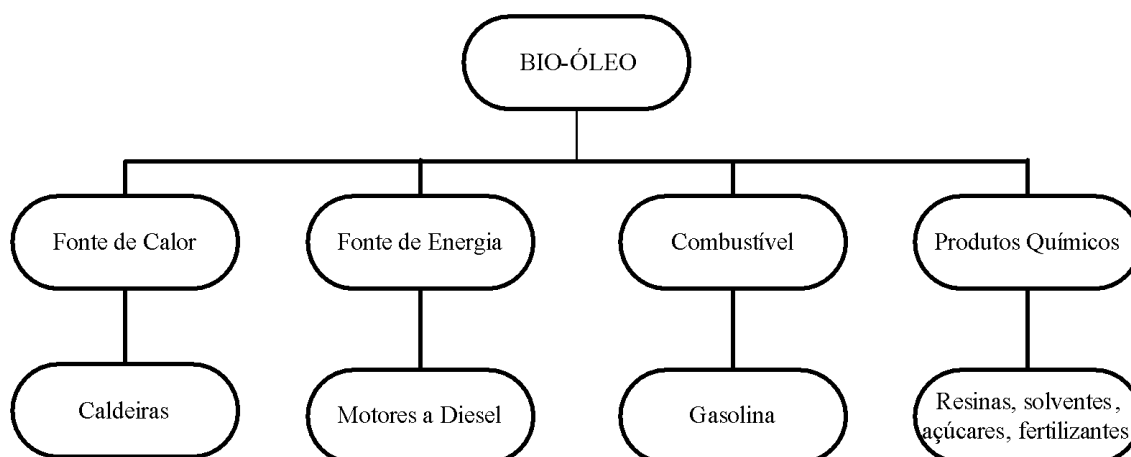 BIO-ÓLEO
Fonte de Calor
Fonte de Energia
Combustível
Produtos Químicos
Caldeiras
Motores a Diesel
Gasolina
Resinas, solventes,
açúcares, fertilizantes